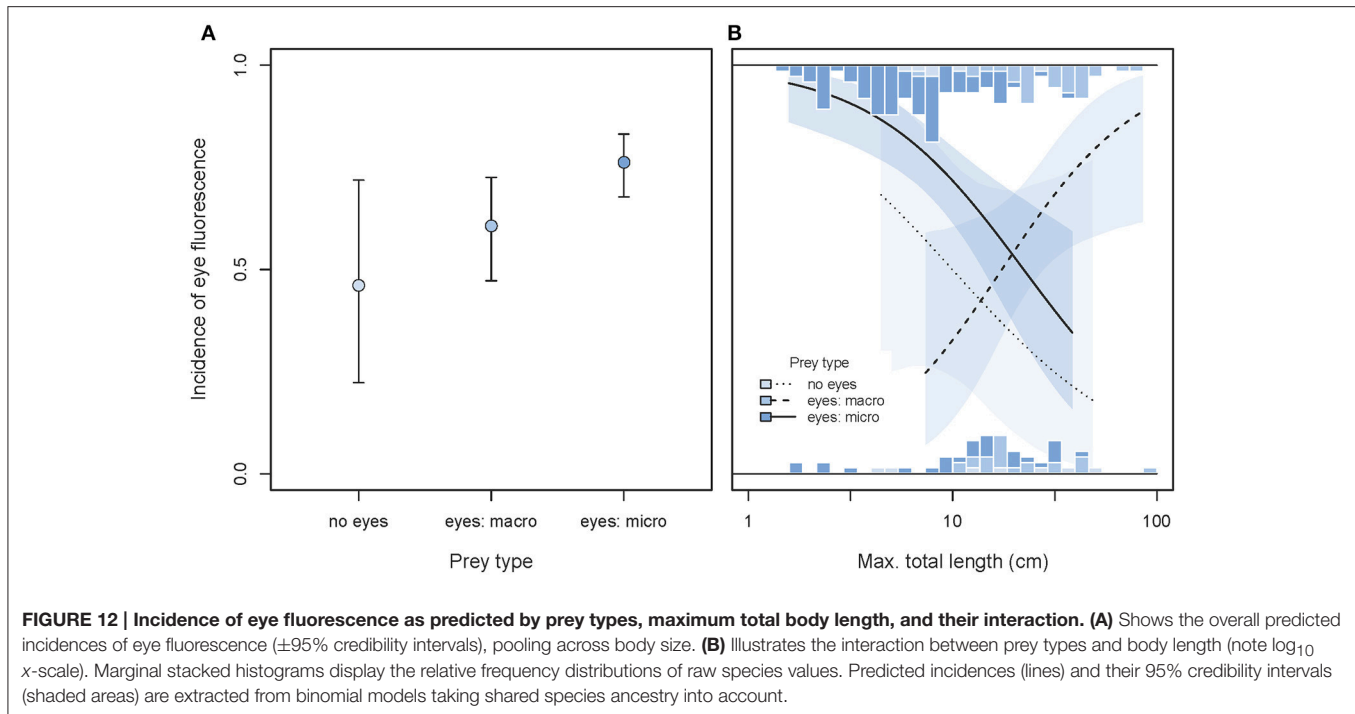 A
B
Incidence of eye fluorescence
1.0
0.5
0.0
no eyes
eyes: macro
eyes: micro
Prey type
Prey type
no eyes
eyes: macro
eyes: micro
1
10
100
Max. total length (cm)
FIGURE 12 | Incidence of eye fluorescence as predicted by prey types, maximum total body length, and their interaction. (A) Shows the overall predicted
incidences of eye fluorescence (±95% credibility intervals), pooling across body size. (B) Illustrates the interaction between prey types and body length (note log10
x-scale). Marginal stacked histograms display the relative frequency distributions of raw species values. Predicted incidences (lines) and their 95% credibility intervals
(shaded areas) are extracted from binomial models taking shared species ancestry into account.